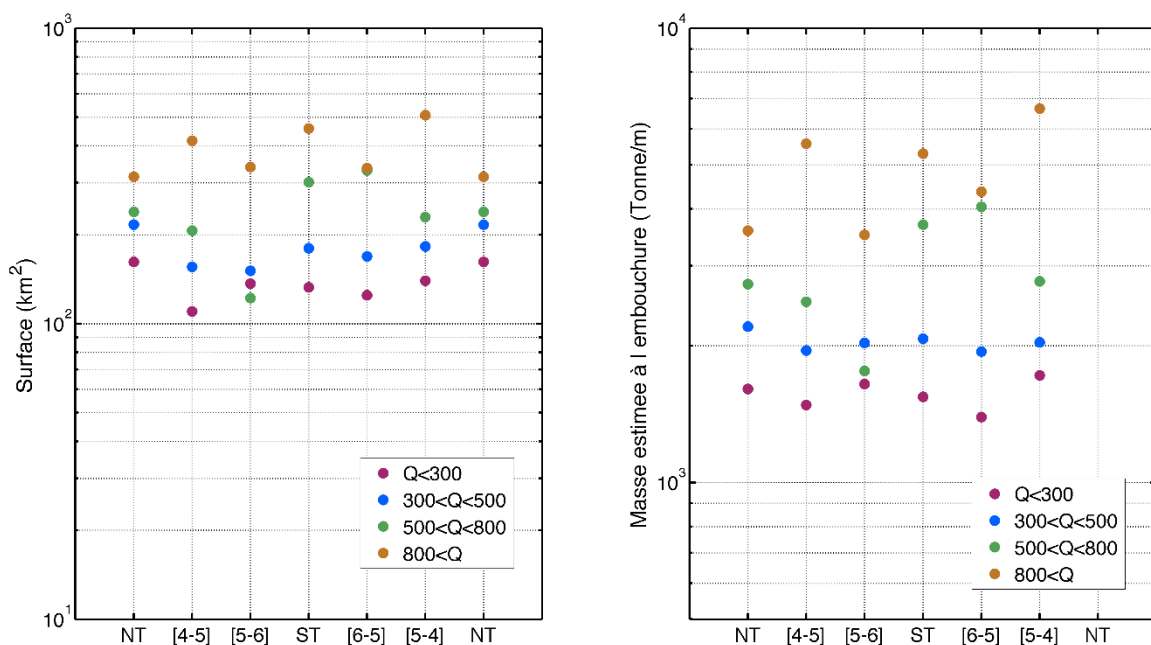 10^3
10^2
10^1
Surface (km^2)
NT [4-5] [5-6] ST [6-5] [5-4] NT
Q<300
300<Q<500
500<Q<800
800<Q
10^4
10^3
Masse estimee à l embouchure (Tonne/m)
NT [4-5] [5-6] ST [6-5] [5-4] NT
Q<300
300<Q<500
500<Q<800
800<Q